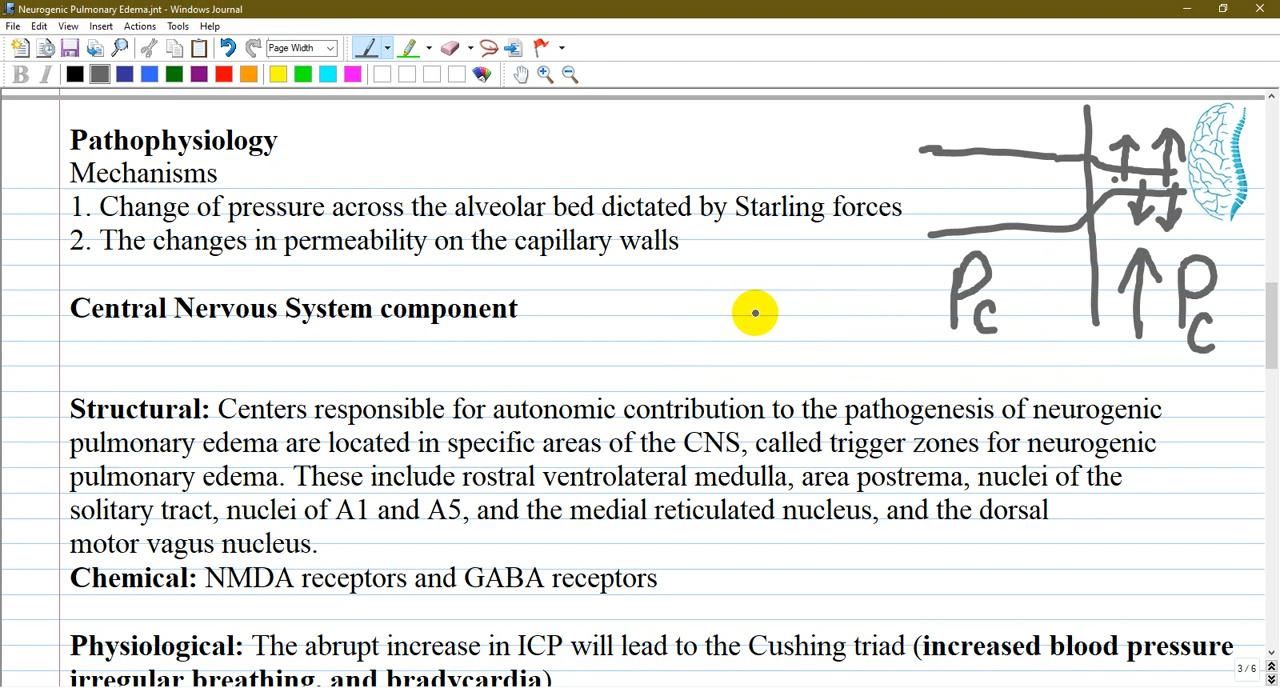 Neurogenic Pulmonary Edema.jnt - Windows Journal
File Edit View Insert Actions Tools Help
Page Width
B I
Pathophysiology
Mechanisms
1. Change of pressure across the alveolar bed dictated by Starling forces
2. The changes in permeability on the capillary walls
Pc Pc
Central Nervous System component
Structural: Centers responsible for autonomic contribution to the pathogenesis of neurogenic
pulmonary edema are located in specific areas of the CNS, called trigger zones for neurogenic
pulmonary edema. These include rostral ventrolateral medulla, area postrema, nuclei of the
solitary tract, nuclei of A1 and A5, and the medial reticulated nucleus, and the dorsal
motor vagus nucleus.
Chemical: NMDA receptors and GABA receptors
Physiological: The abrupt increase in ICP will lead to the Cushing triad (increased blood pressure
irregular breathing, and bradycardia)
3 / 6